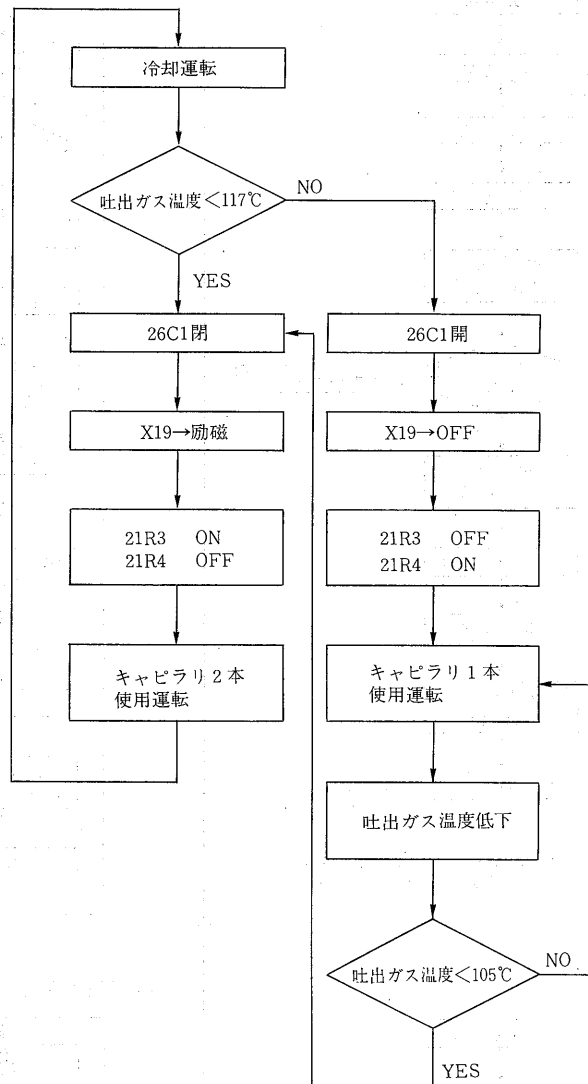 冷却運転
吐出ガス温度<117℃
NO
YES
26C1閉
26C1開
X19→励磁
X19→OFF
21R3 ON
21R4 OFF
21R3 OFF
21R4 ON
キャピラリ2本
使用運転
キャピラリ1本
使用運転
吐出ガス温度低下
吐出ガス温度<105℃
NO
YES